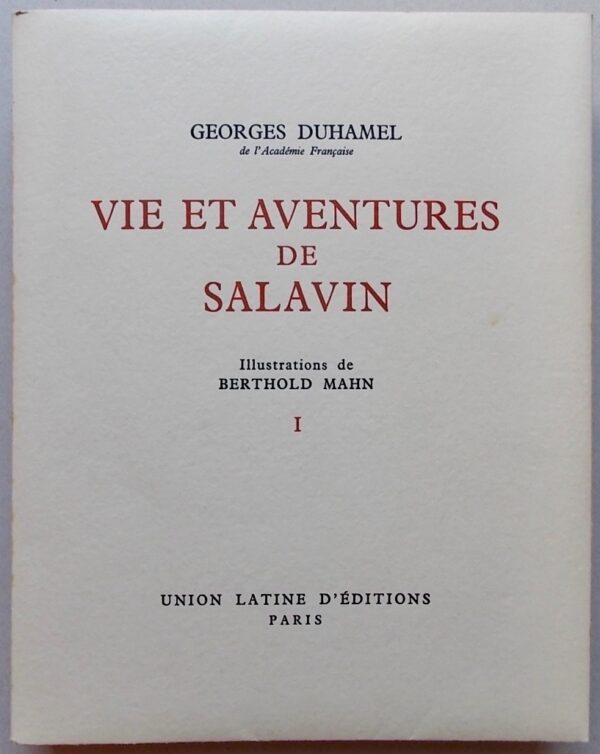 GEORGES DUHAMEL
de l'Académie Française
VIE ET AVENTURES
DE
SALAVIN
Illustrations de
BERTHOLD MAHN
I
UNION LATINE D'ÉDITIONS
PARIS